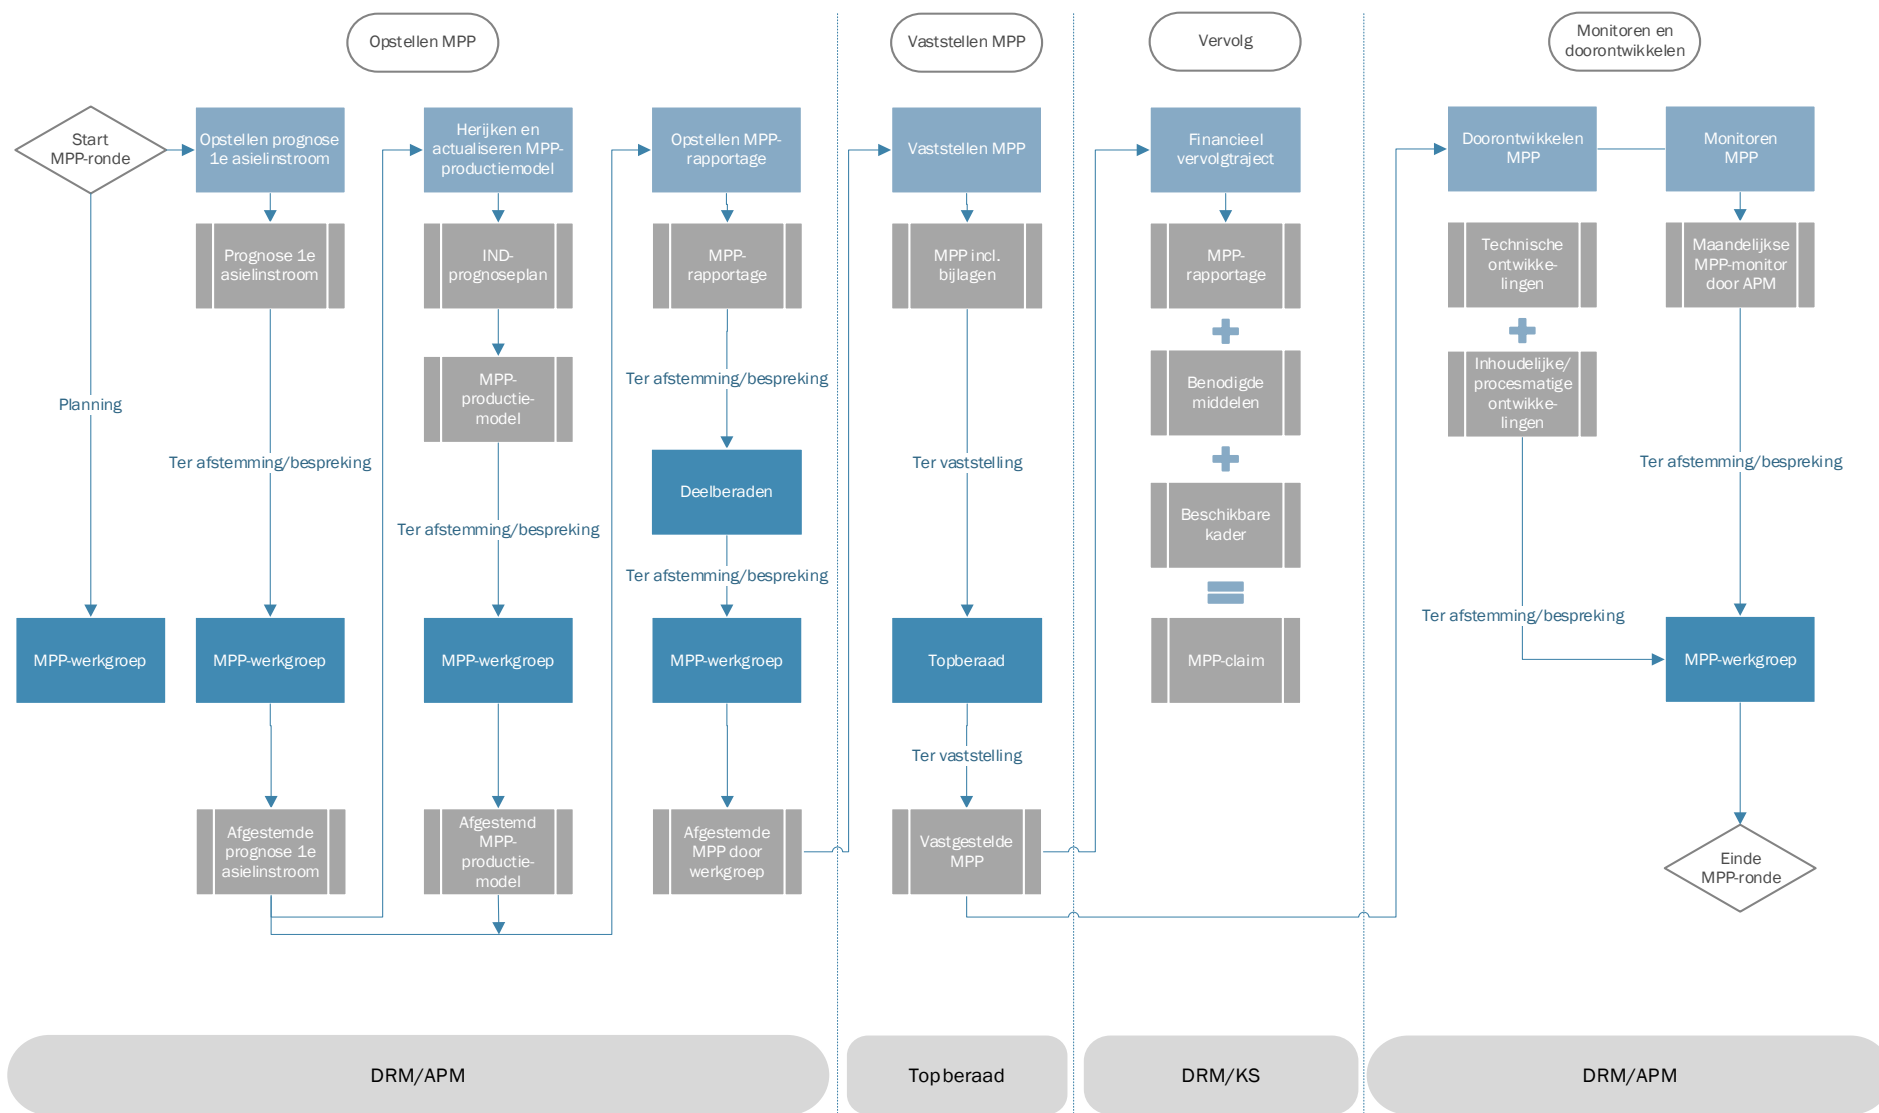 Opstellen MPP
Vaststellen MPP
Vervolg
Monitoren en
doorontwikkelen
Start
MPP-ronde
Opstellen prognose
1e asielinstroom
Herijken en
actualiseren MPP-
productiemodel
Opstellen MPP-
rapportage
Vaststellen MPP
Financieel
vervolgtraject
Doorontwikkelen
MPP
Monitoren
MPP
Prognose 1e
asielinstroom
IND-
prognoseplan
MPP-
rapportage
MPP incl.
bijlagen
MPP-
rapportage
Technische
ontwikke-
lingen
Maandelijkse
MPP-monitor
door APM
MPP-
productie-
model
Ter afstemming/bespreking
Benodigde
middelen
Inhoudelijke/
procesmatige
ontwikke-
lingen
Planning
Ter afstemming/bespreking
Ter vaststelling
Ter afstemming/bespreking
Deelberaden
Ter afstemming/bespreking
Beschikbare
kader
Ter afstemming/bespreking
Ter afstemming/bespreking
MPP-werkgroep
MPP-werkgroep
MPP-werkgroep
MPP-werkgroep
Topberaad
MPP-claim
MPP-werkgroep
Ter vaststelling
Afgestemde
prognose 1e
asielinstroom
Afgestemd
MPP-
productie-
model
Afgestemde
MPP door
werkgroep
Vastgestelde
MPP
Einde
MPP-ronde
DRM/APM
Topberaad
DRM/KS
DRM/APM